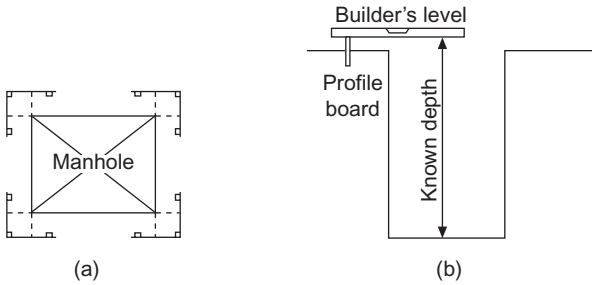 Builder’s level
Profile
board
Known depth
Manhole
(a)
(b)